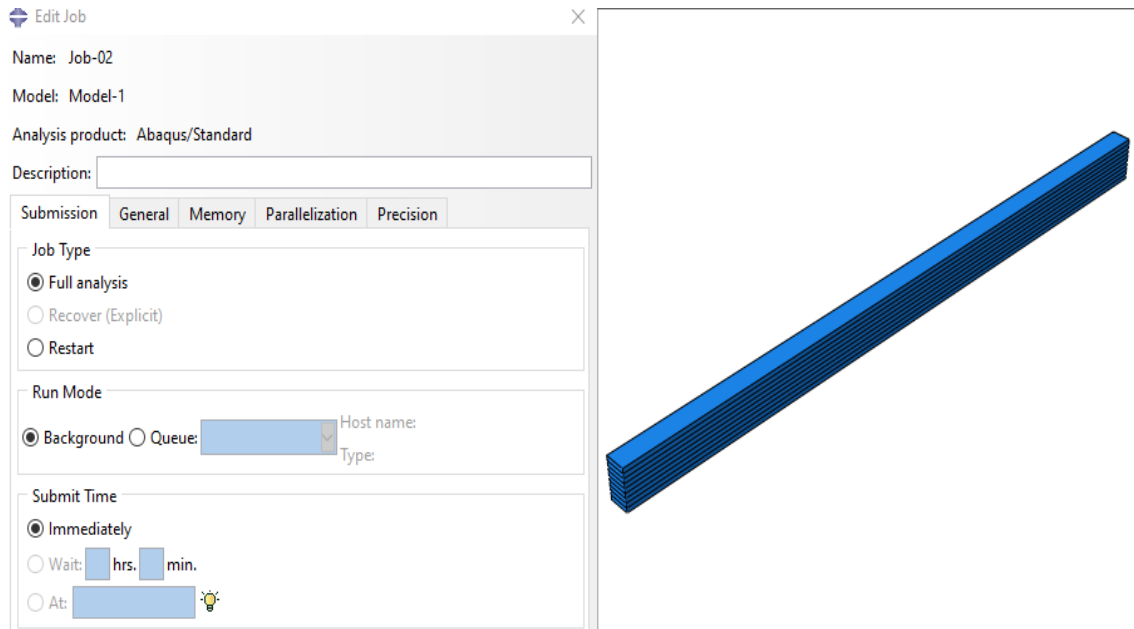 Edit Job
Name: Job-02
Model: Model-1
Analysis product: Abaqus/Standard
Description:
Submission General Memory Parallelization Precision
Job Type
Full analysis
Recover (Explicit)
Restart
Run Mode
Background Queue: Host name:
Type:
Submit Time
Immediately
Wait: hrs. min.
At: